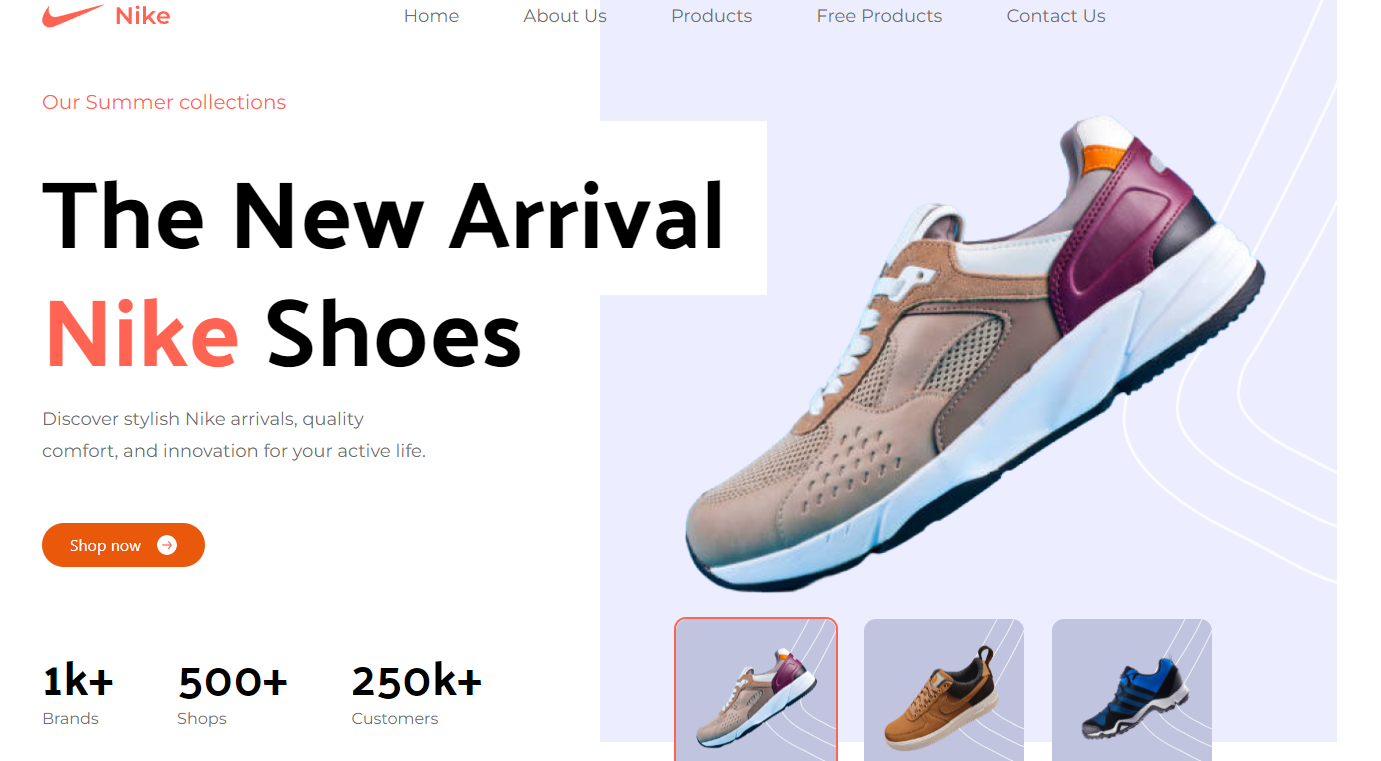 Nike
Home
About Us
Products
Free Products
Contact Us
Our Summer collections
The New Arrival
Nike Shoes
Discover stylish Nike arrivals, quality
comfort, and innovation for your active life.
Shop now
1k+
Brands
500+
Shops
250k+
Customers